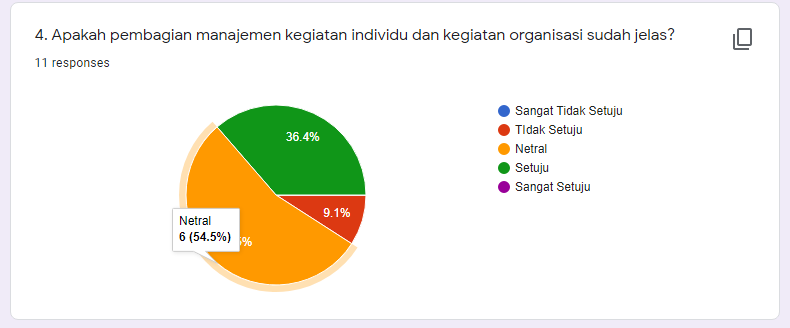 4. Apakah pembagian manajemen kegiatan individu dan kegiatan organisasi sudah jelas?
11 responses
Sangat Tidak Setuju
TIdak Setuju
Netral
Setuju
Sangat Setuju
36.4%
9.1%
Netral
6 (54.5%)